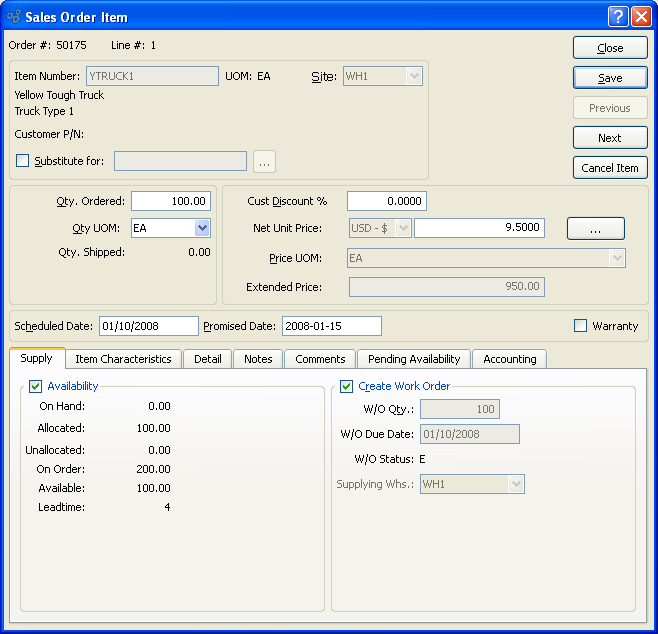 Sales Order Item
Order #: 50175 Line #: 1
Close
Item Number: YTRUCK1 UOM: EA Site: WH1
Save
Yellow Tough Truck
Truck Type 1
Previous
Customer P/N:
Next
Substitute for: ...
Cancel Item
Qty. Ordered: 100.00 Cust Discount % 0.0000
Qty UOM: EA Net Unit Price: USD - $ 9.5000 ...
Qty. Shipped: 0.00 Price UOM: EA
Extended Price: 950.00
Scheduled Date: 01/10/2008 Promised Date: 2008-01-15 Warranty
Supply Item Characteristics Detail Notes Comments Pending Availability Accounting
Availability Create Work Order
On Hand: 0.00 W/O Qty.: 100
Allocated: 100.00 W/O Due Date: 01/10/2008
Unallocated: 0.00 W/O Status: E
On Order: 200.00
Available: 100.00 Supplying Whs.: WH1
Leadtime: 4